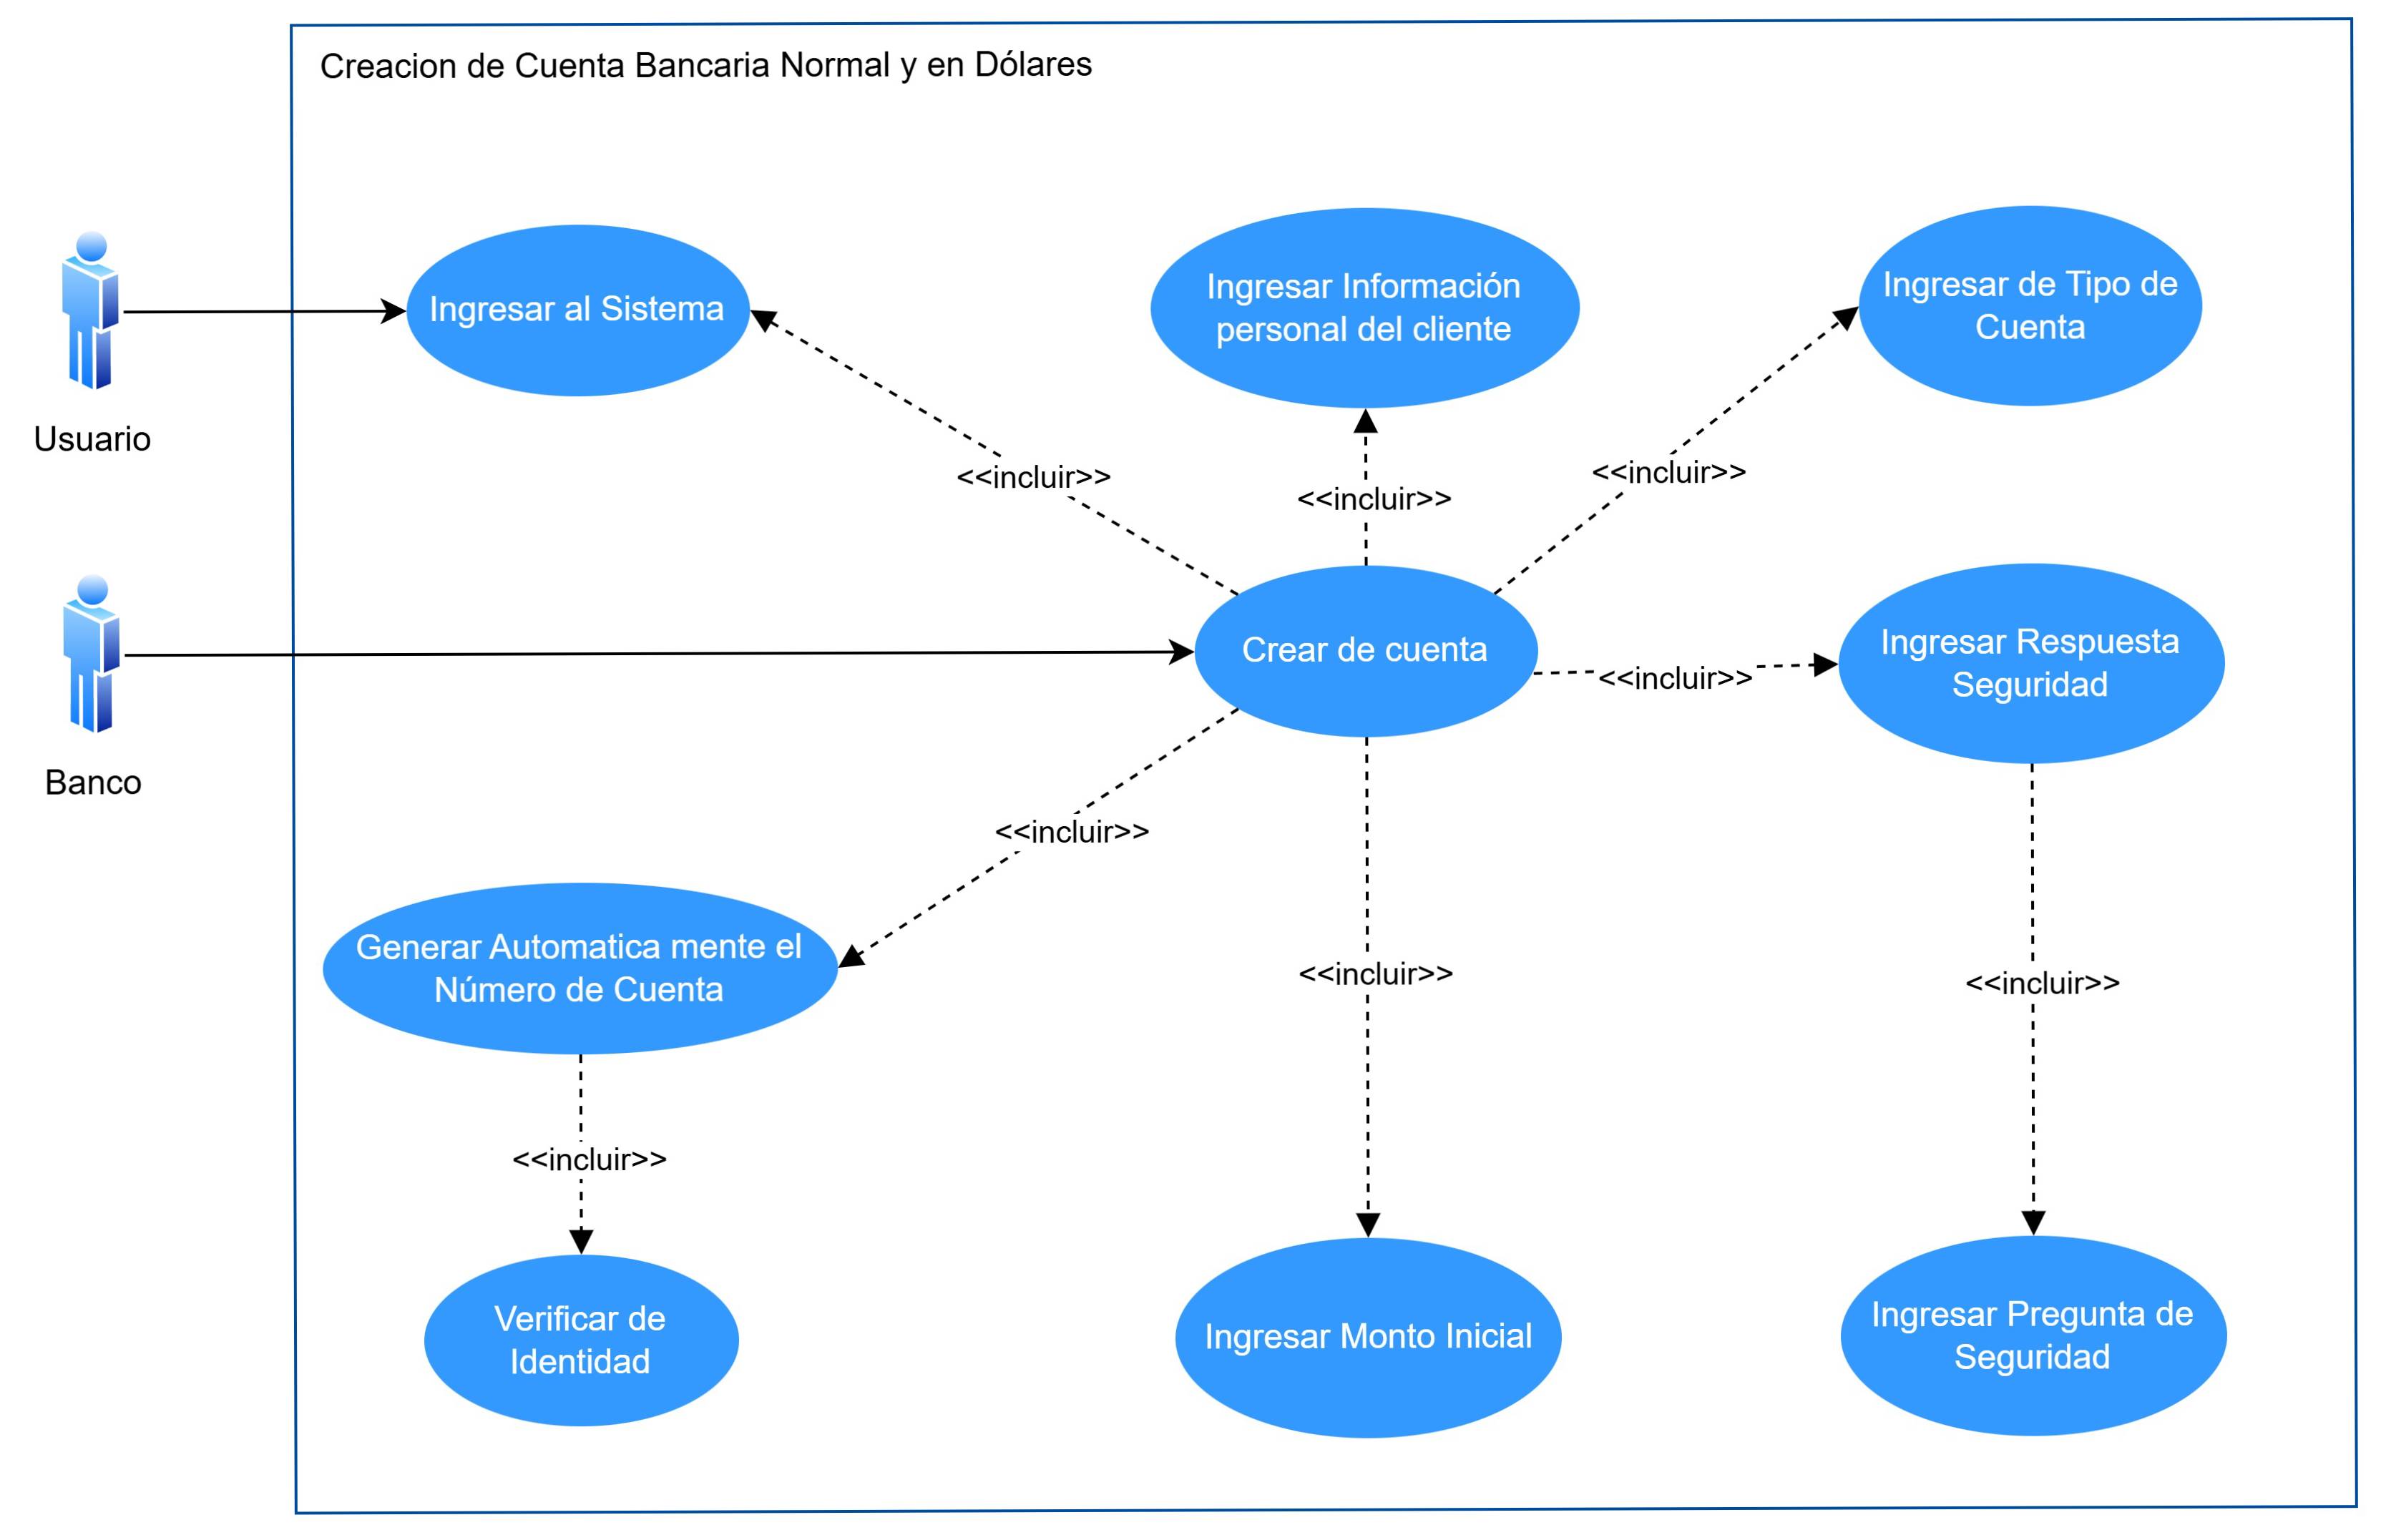 Creacion de Cuenta Bancaria Normal y en Dólares
Ingresar al Sistema
Ingresar Información
personal del cliente
Ingresar de Tipo de
Cuenta
Usuario
<<incluir>>
<<incluir>>
<<incluir>>
Crear de cuenta
<<incluir>>
Ingresar Respuesta
Seguridad
Banco
<<incluir>>
Generar Automatica mente el
Número de Cuenta
<<incluir>>
<<incluir>>
<<incluir>>
Verificar de
Identidad
Ingresar Monto Inicial
Ingresar Pregunta de
Seguridad